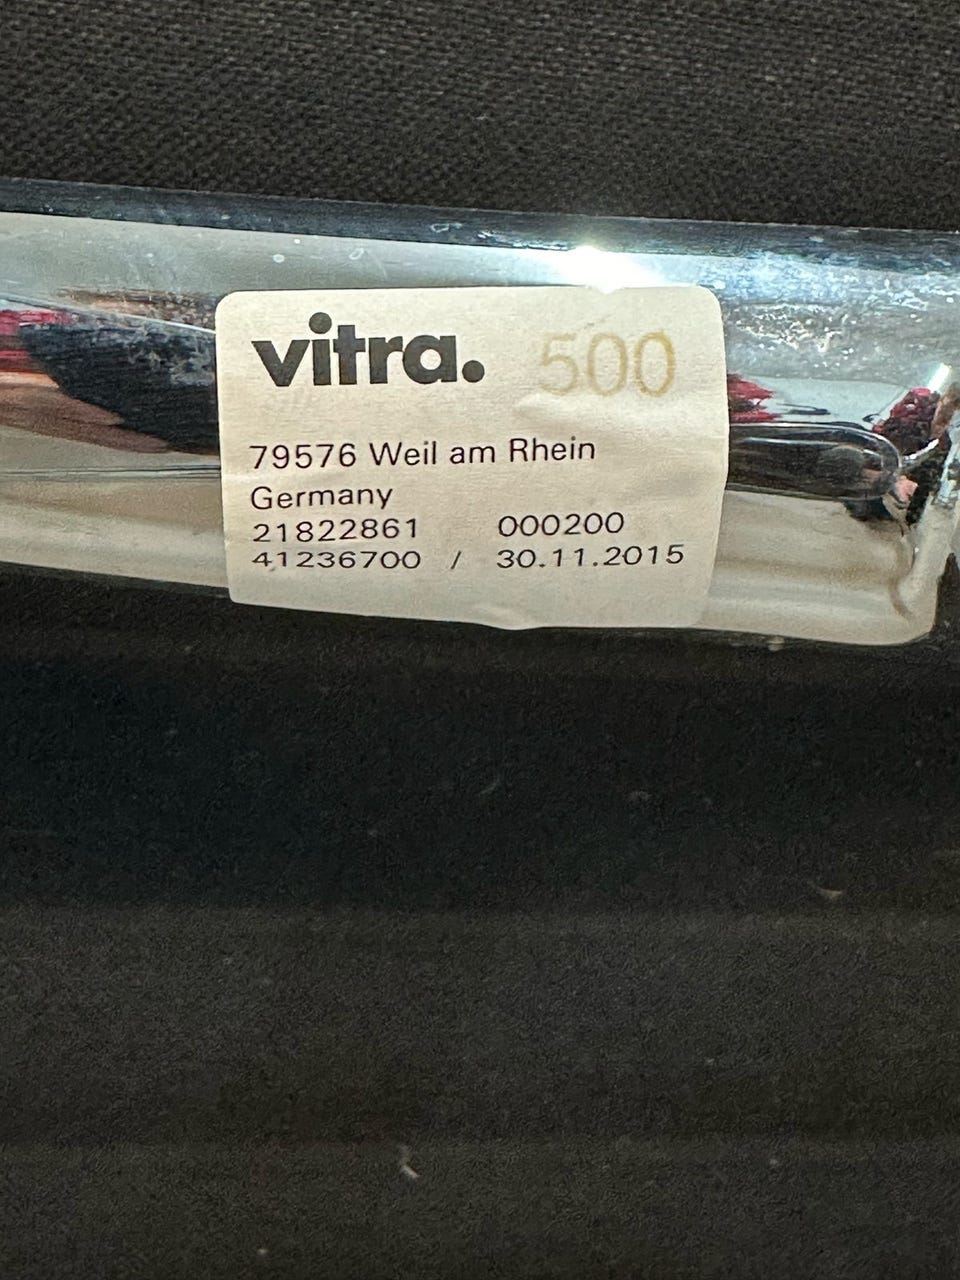 vitra. 500
79576 Weil am Rhein
Germany
21822861 000200
41236700 / 30.11.2015